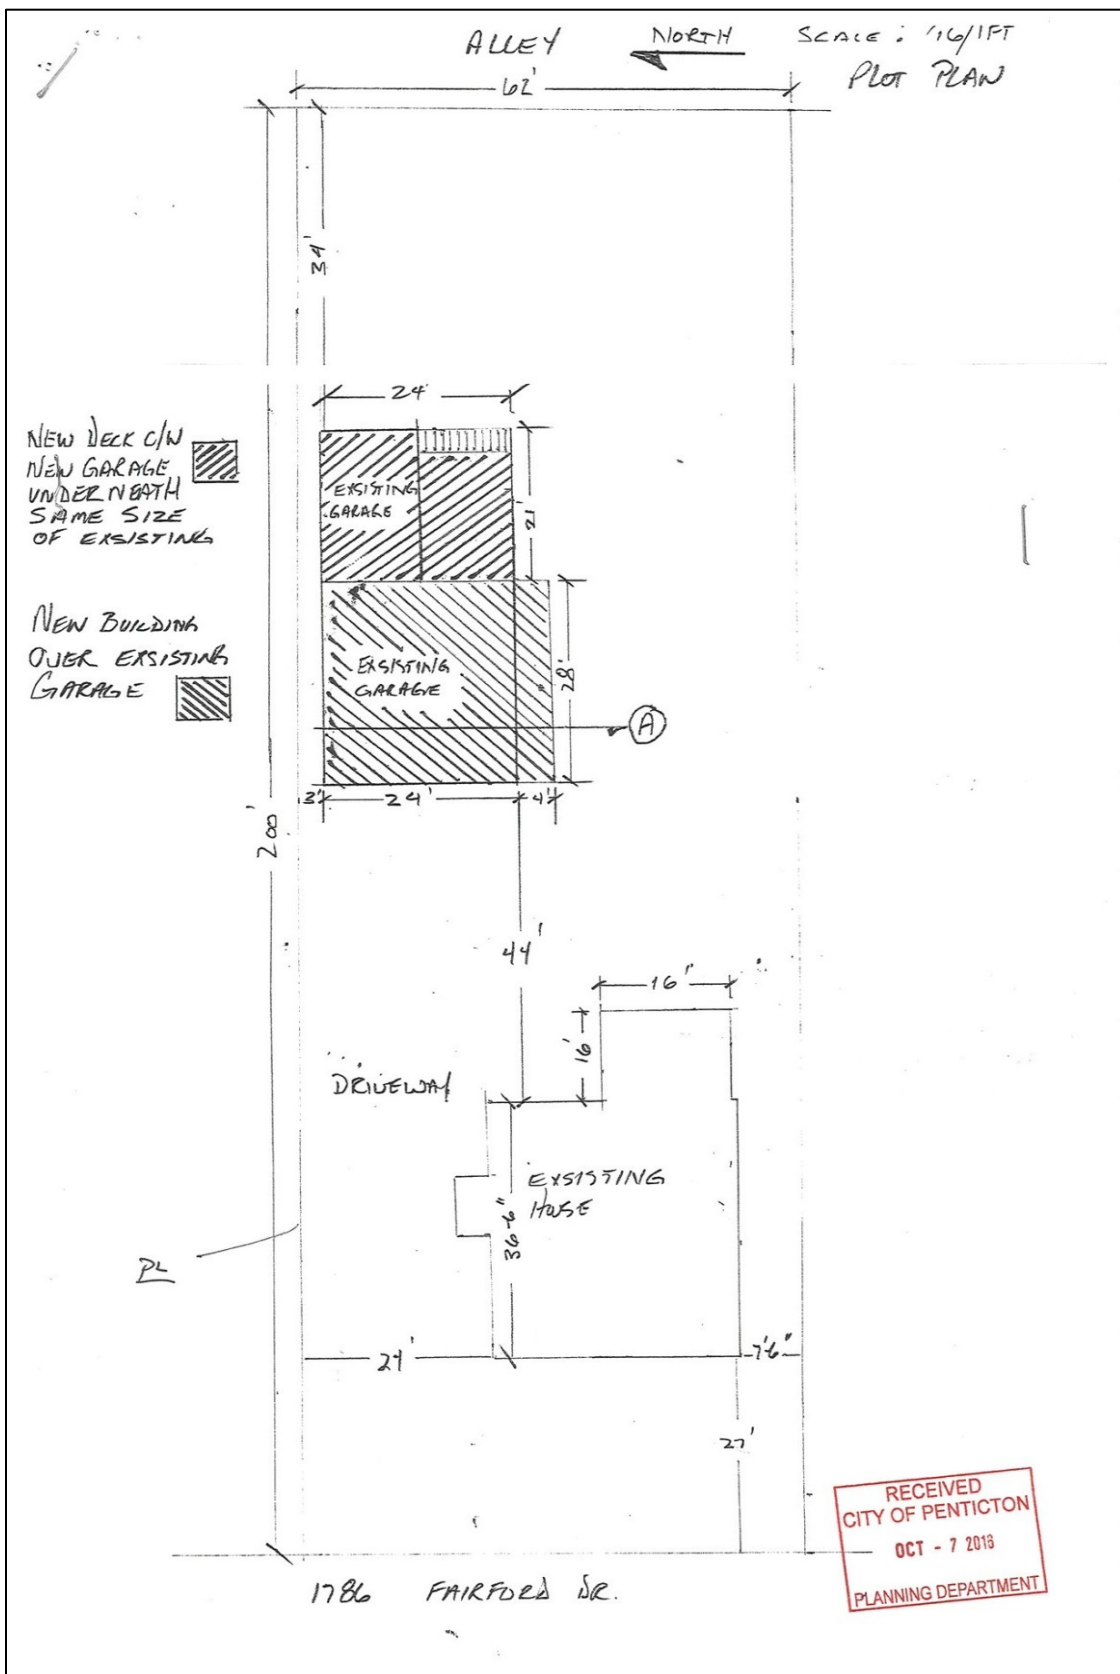 ALLEY
NORTH
SCALE : 1/16/1FT
PLOT PLAN
62'
34'
24'
NEW DECK C/W
NEW GARAGE
UNDERNEATH
SAME SIZE
OF EXSISTING
EXSISTING
GARAGE
21'
NEW BUILDING
OVER EXSISTING
GARAGE
EXSISTING
GARAGE
28'
A
3'
24'
4'
200'
44'
16"
16'
DRIVEWAY
EXSISTING
HOUSE
36-6"
PL
29'
7'6"
27'
RECEIVED
CITY OF PENTICTON
OCT - 7 2016
PLANNING DEPARTMENT
1786 FAIRFORD DR.